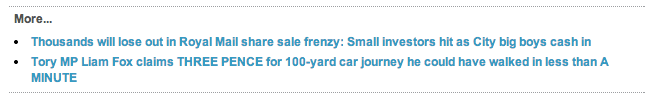 More...
Thousands will lose out in Royal Mail share sale frenzy: Small investors hit as City big boys cash in
Tory MP Liam Fox claims THREE PENCE for 100-yard car journey he could have walked in less than A
MINUTE